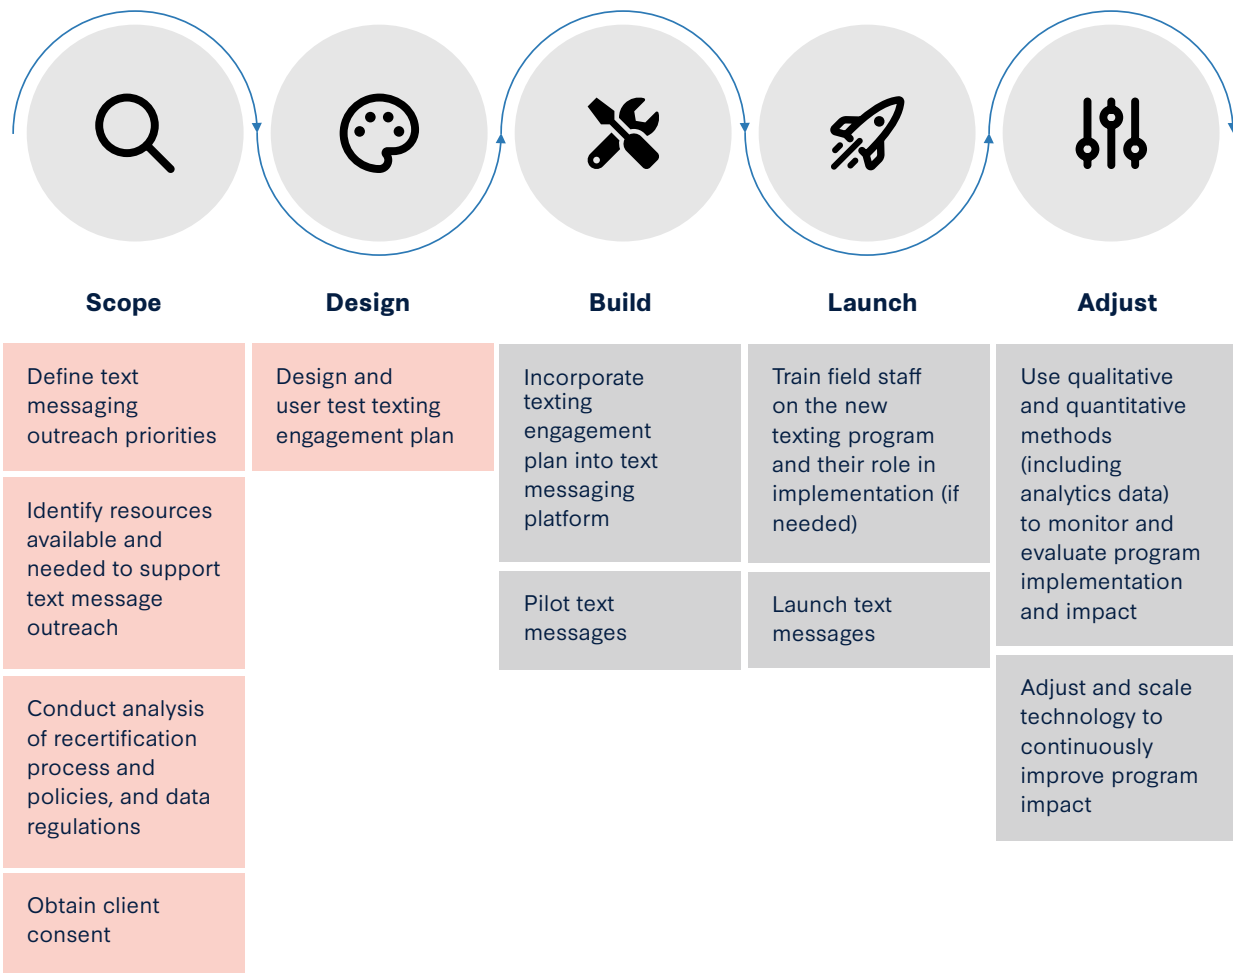 Scope
Define text
messaging
outreach priorities
Identify resources
available and
needed to support
text message
outreach
Conduct analysis
of recertification
process and
policies, and data
regulations
Obtain client
consent
Design
Design and
user test texting
engagement plan
Build
Incorporate
texting
engagement
plan into text
messaging
platform
Pilot text
messages
Launch
Train field staff
on the new
texting program
and their role in
implementation (if
needed)
Launch text
messages
Adjust
Use qualitative
and quantitative
methods
(including
analytics data)
to monitor and
evaluate program
implementation
and impact
Adjust and scale
technology to
continuously
improve program
impact